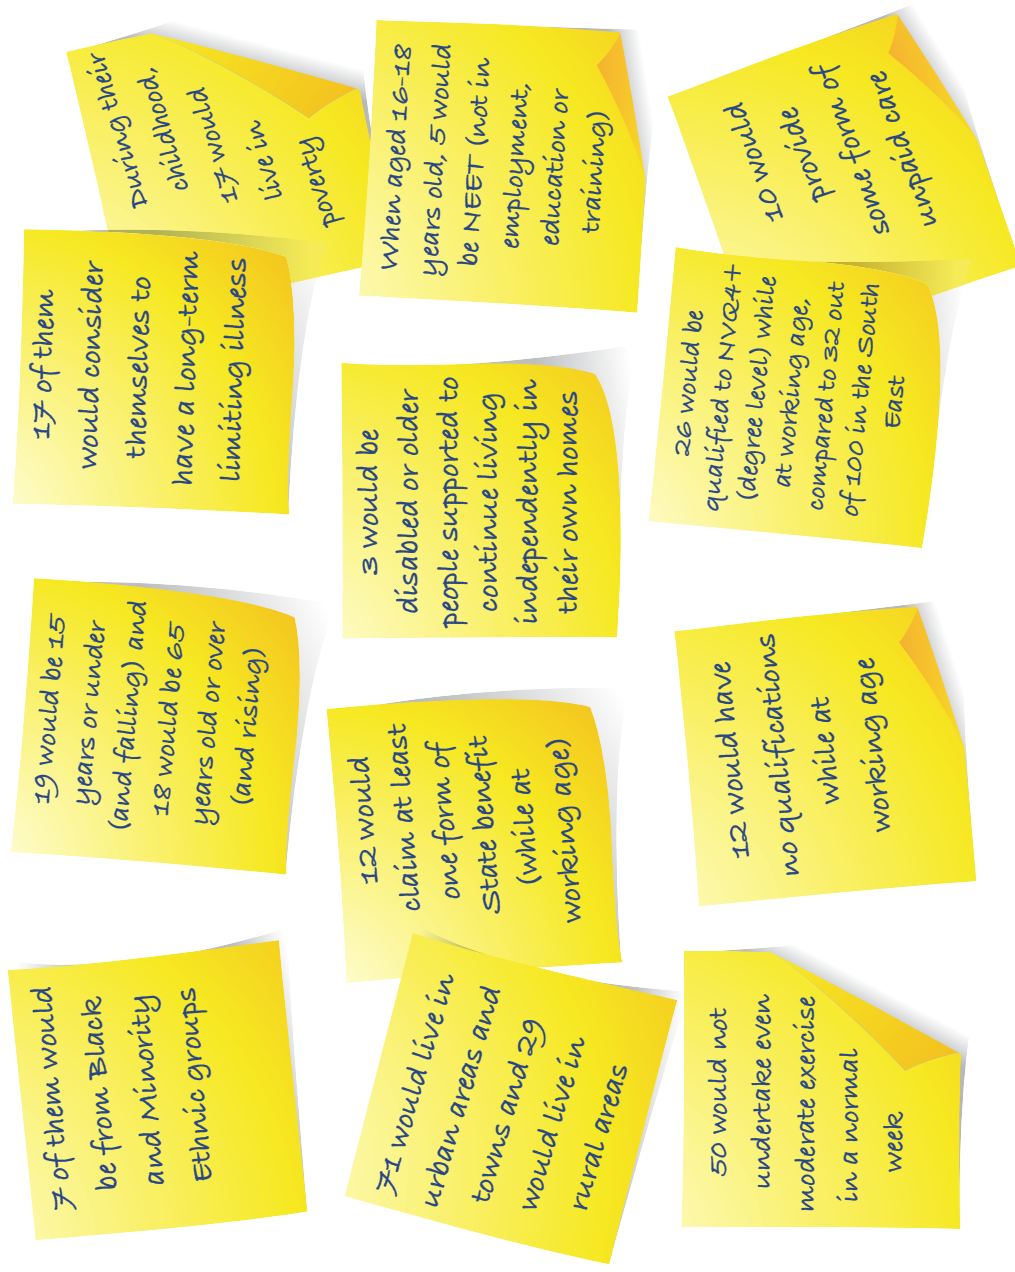 7 of them would
be from Black
and Minority
Ethnic groups
19 would be 15
years or under
(and falling) and
18 would be 65
years old or over
(and rising)
17 of them
would consider
themselves to
have a long-term
limiting illness
During their
childhood,
17 would
live in
poverty
71 would live in
urban areas and
towns and 29
would live in
rural areas
12 would
claim at least
one form of
State benefit
(while at
working age)
3 would be
disabled or older
people supported to
continue living
independently in
their own homes
When aged 16-18
years old, 5 would
be NEET (not in
employment,
education or
training)
50 would not
undertake even
moderate exercise
in a normal
week
12 would have
no qualifications
while at
working age
26 would be
qualified to NVQ4+
(degree level) while
at working age,
compared to 32 out
of 100 in the South
East
10 would
provide
some form of
unpaid care